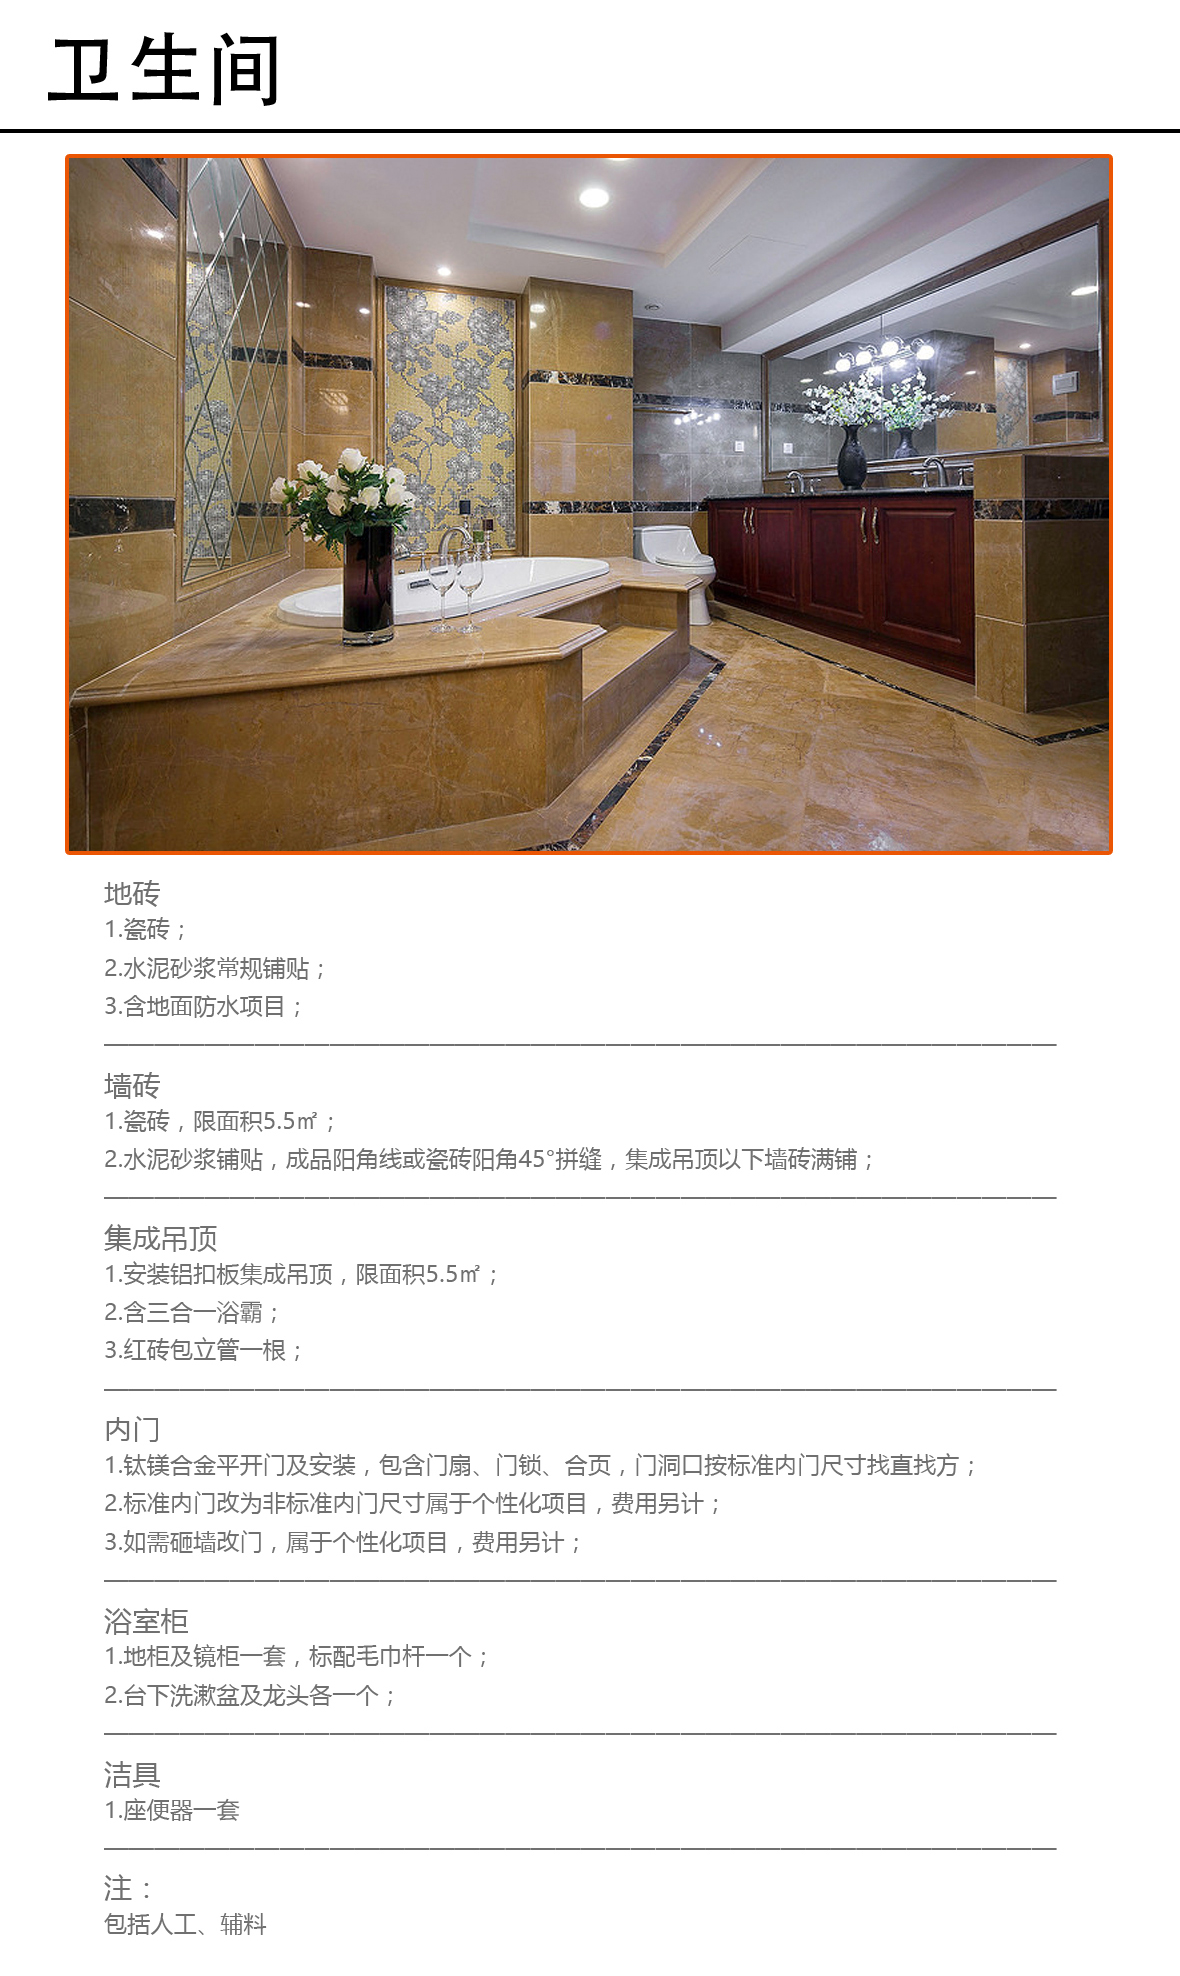 卫生间
地砖
1.瓷砖；
2.水泥砂浆常规铺贴；
3.含地面防水项目；
墙砖
1.瓷砖，限面积5.5㎡；
2.水泥砂浆铺贴，成品阳角线或瓷砖阳角45°拼缝，集成吊顶以下墙砖满铺；
集成吊顶
1.安装铝扣板集成吊顶，限面积5.5㎡；
2.含三合一浴霸；
3.红砖包立管一根；
内门
1.钛镁合金平开门及安装，包含门扇、门锁、合页，门洞口按标准内门尺寸找直找方；
2.标准内门改为非标准内门尺寸属于个性化项目，费用另计；
3.如需砸墙改门，属于个性化项目，费用另计；
浴室柜
1.地柜及镜柜一套，标配毛巾杆一个；
2.台下洗漱盆及龙头各一个；
洁具
1.座便器一套
注：
包括人工、辅料